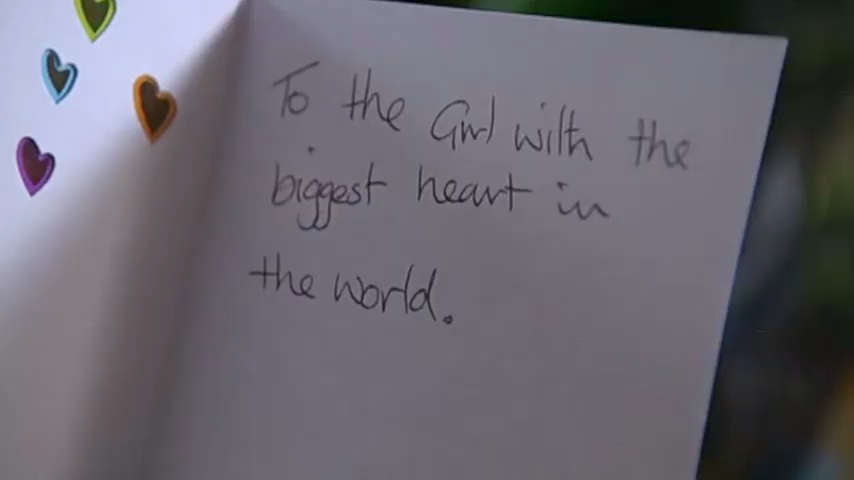 To the Girl with the
biggest heart in
the world.